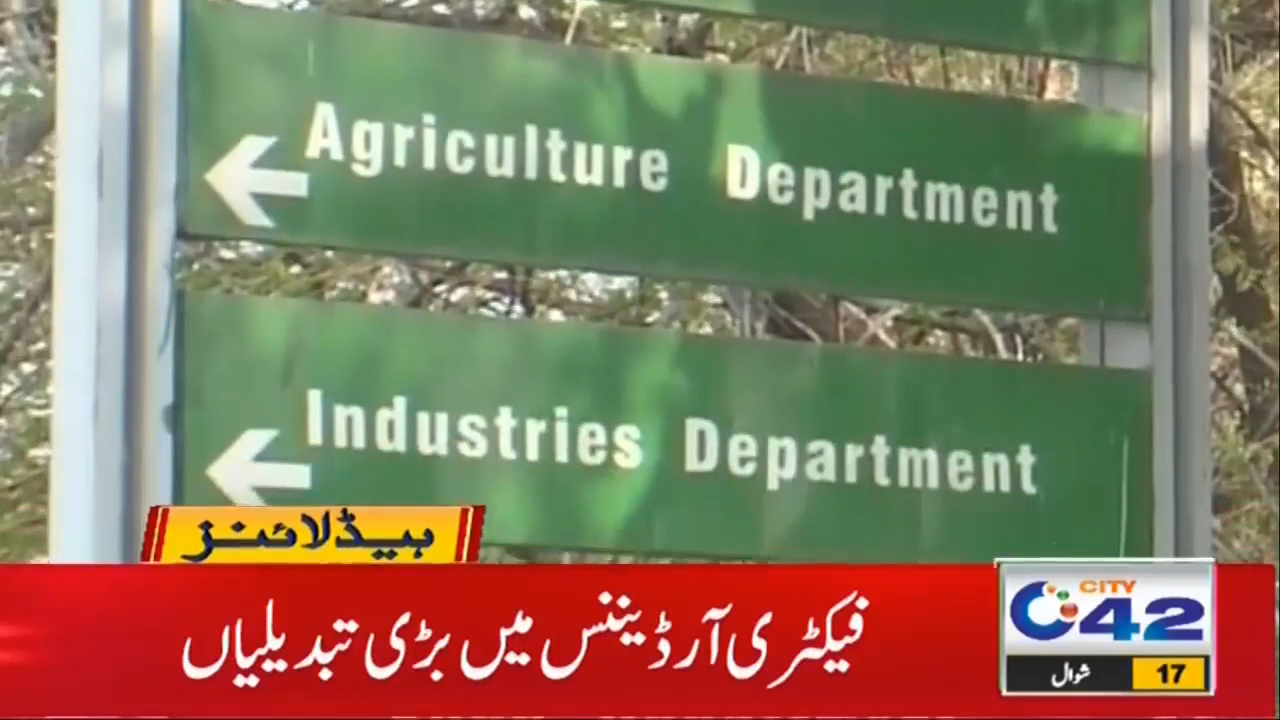 Agriculture Department
Industries Department
ہیڈلائنز
فیکٹری آرڈیننس میں بڑی تبدیلیاں
CITY
42
شوال 17